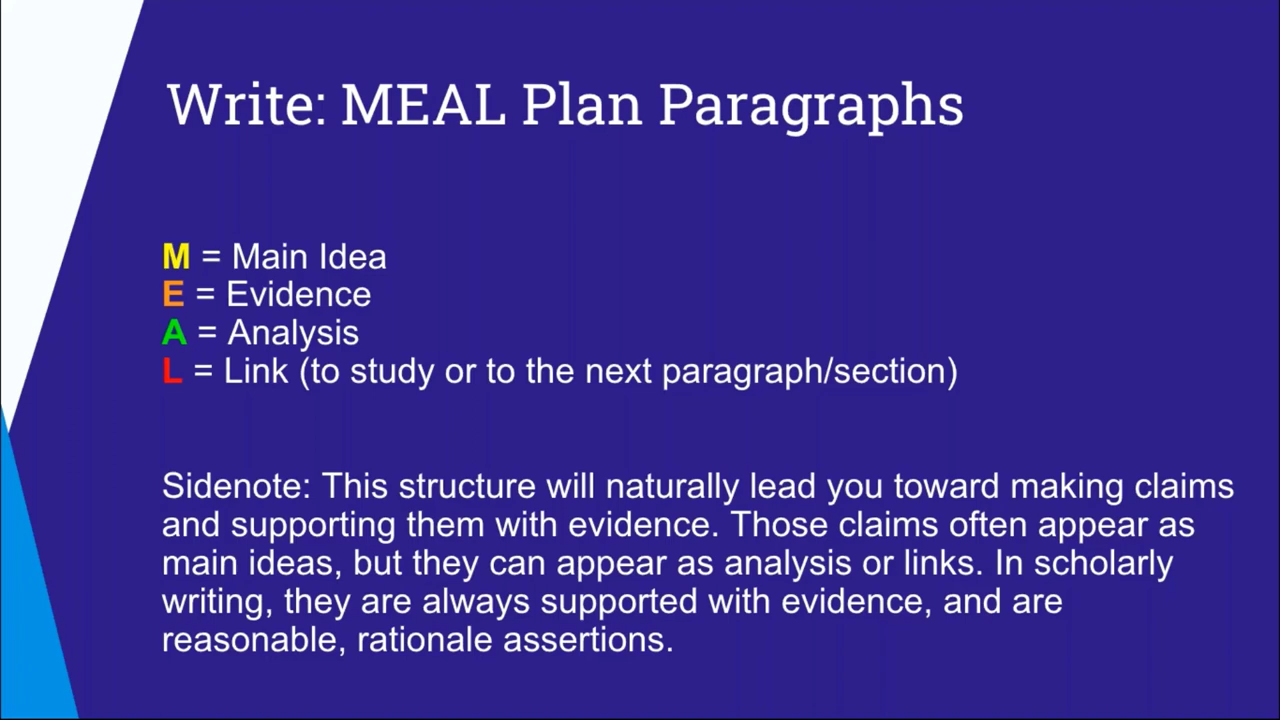 Write: MEAL Plan Paragraphs
M = Main Idea
E = Evidence
A = Analysis
L = Link (to study or to the next paragraph/section)
Sidenote: This structure will naturally lead you toward making claims
and supporting them with evidence. Those claims often appear as
main ideas, but they can appear as analysis or links. In scholarly
writing, they are always supported with evidence, and are
reasonable, rationale assertions.